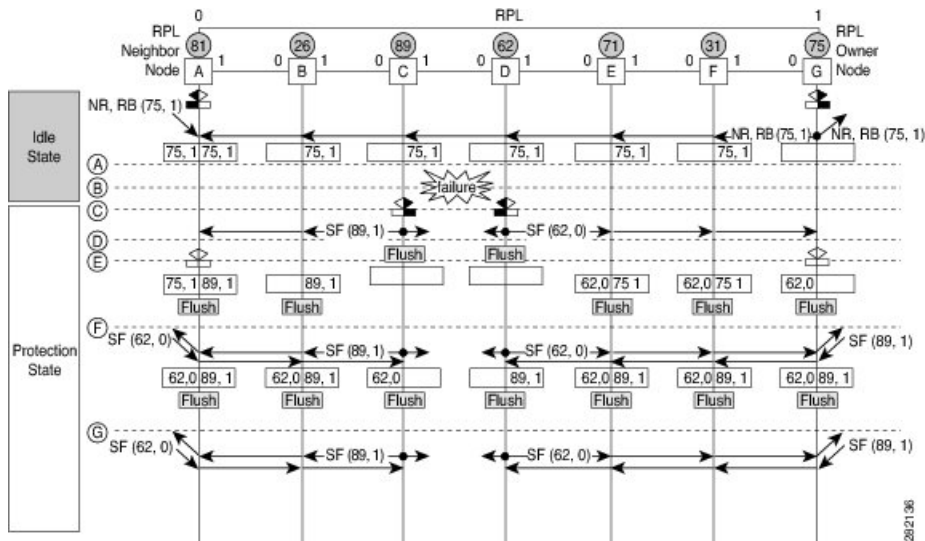 0 RPL 1
RPL Neighbor Node
81 26 89 62 71 31 75
RPL Owner Node
A 1 0 B 1 0 C 1 0 D 1 0 E 1 0 F 1 0 G
Idle State
NR, RB (75, 1)
NR, RB (75, 1) NR, RB (75, 1)
75, 1 75, 1 75, 1 75, 1 75, 1 75, 1 75, 1
A
B
failure
C
Protection State
SF (89, 1) SF (62, 0)
D
Flush Flush
E
75, 1 89, 1 89, 1 62,0 75 1 62,0 75 1 62,0
Flush Flush Flush Flush Flush
F
SF (62, 0) SF (89, 1) SF (62, 0) SF (89, 1)
62,0 89, 1 62,0 89, 1 62,0 89, 1 62,0 89, 1 62,0 89, 1 62,0 89, 1
Flush Flush Flush Flush Flush Flush Flush
G
SF (62, 0) SF (89, 1) SF (62, 0) SF (89, 1)
282136